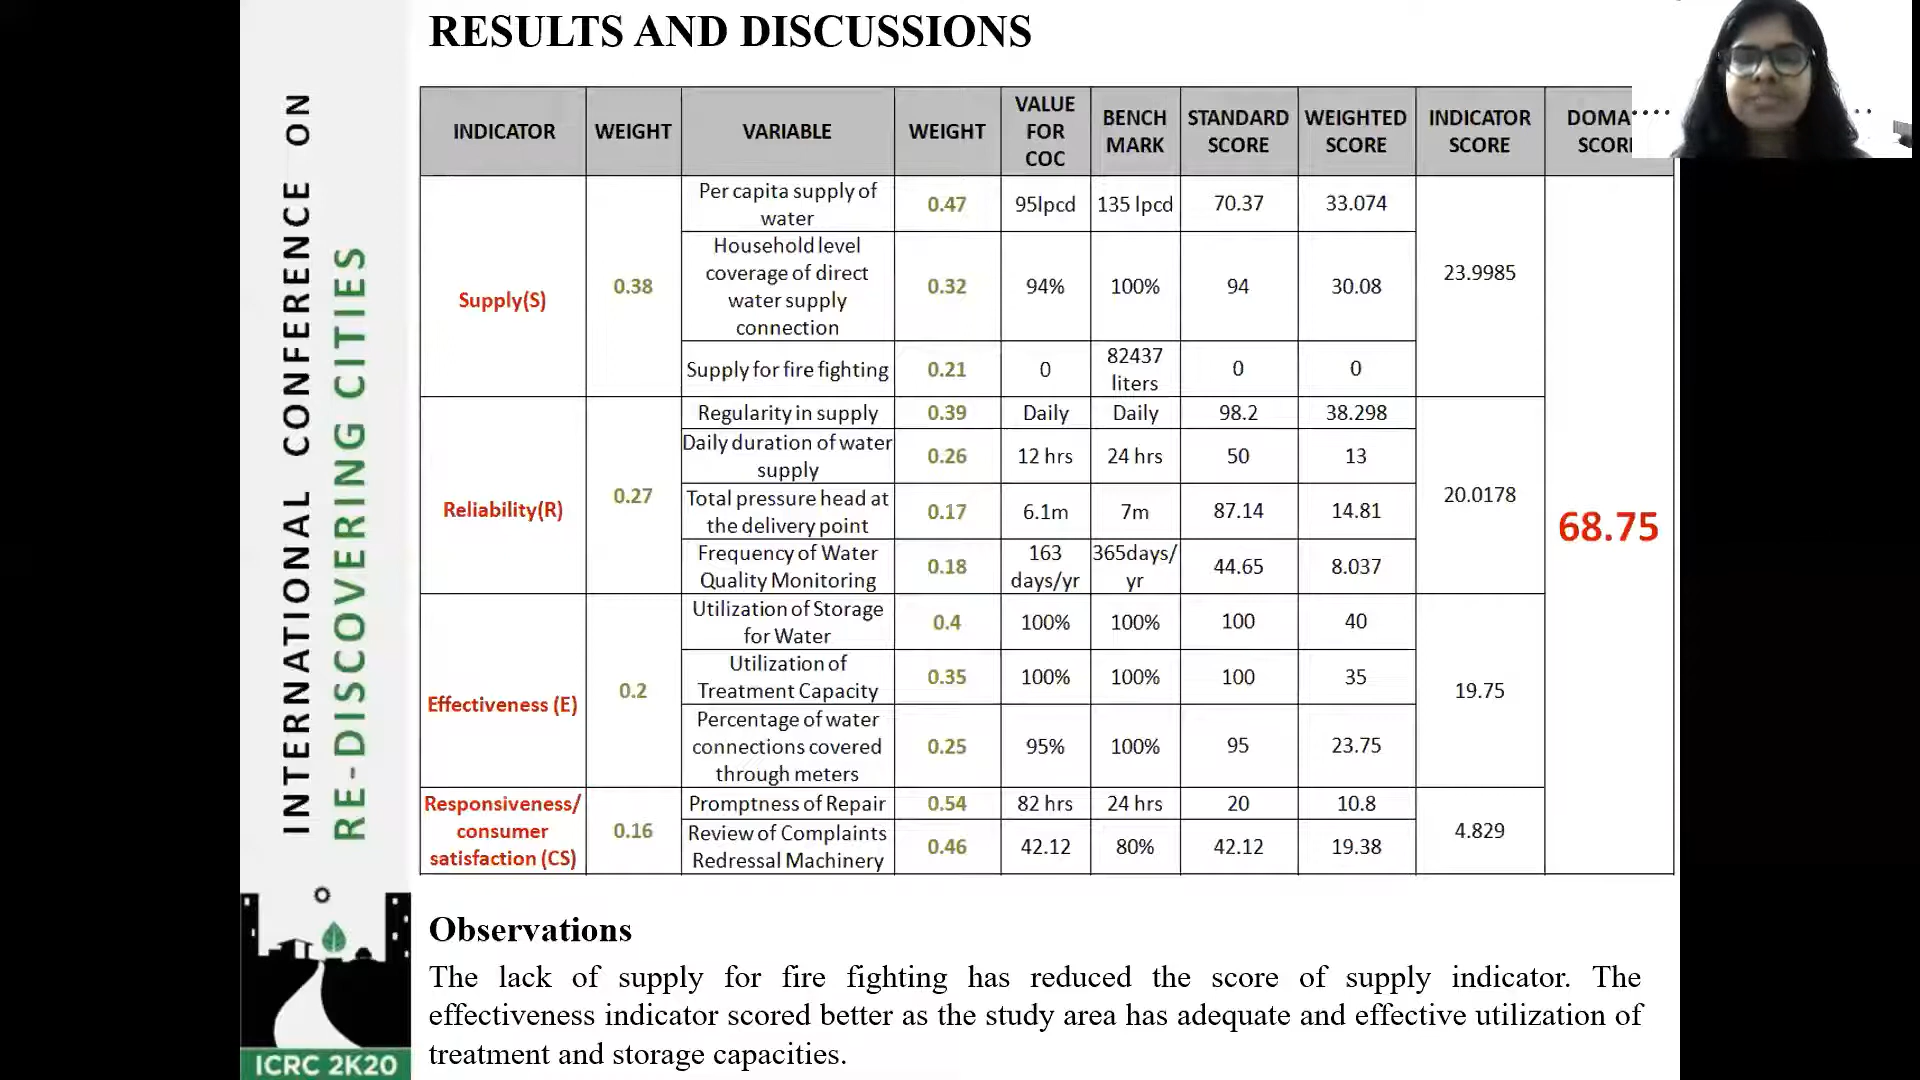 RESULTS AND DISCUSSIONS
INTERNATIONAL CONFERENCE ON
RE-DISCOVERING CITIES
INDICATOR WEIGHT VARIABLE WEIGHT VALUE FOR COC BENCH MARK STANDARD SCORE WEIGHTED SCORE INDICATOR SCORE
Supply(S) 0.38 Per capita supply of water 0.47 95lpcd 135 lpcd 70.37 33.074 23.9985 68.75
Household level coverage of direct water supply connection 0.32 94% 100% 94 30.08
Supply for fire fighting 0.21 0 82437 liters 0 0
Reliability(R) 0.27 Regularity in supply 0.39 Daily Daily 98.2 38.298 20.0178
Daily duration of water supply 0.26 12 hrs 24 hrs 50 13
Total pressure head at the delivery point 0.17 6.1m 7m 87.14 14.81
Frequency of Water Quality Monitoring 0.18 163 days/yr 365days/yr 44.65 8.037
Effectiveness (E) 0.2 Utilization of Storage for Water 0.4 100% 100% 100 40 19.75
Utilization of Treatment Capacity 0.35 100% 100% 100 35
Percentage of water connections covered through meters 0.25 95% 100% 95 23.75
Responsiveness/ consumer satisfaction (CS) 0.16 Promptness of Repair 0.54 82 hrs 24 hrs 20 10.8 4.829
Review of Complaints Redressal Machinery 0.46 42.12 80% 42.12 19.38
Observations
The lack of supply for fire fighting has reduced the score of supply indicator. The
effectiveness indicator scored better as the study area has adequate and effective utilization of
treatment and storage capacities.
ICRC 2K20